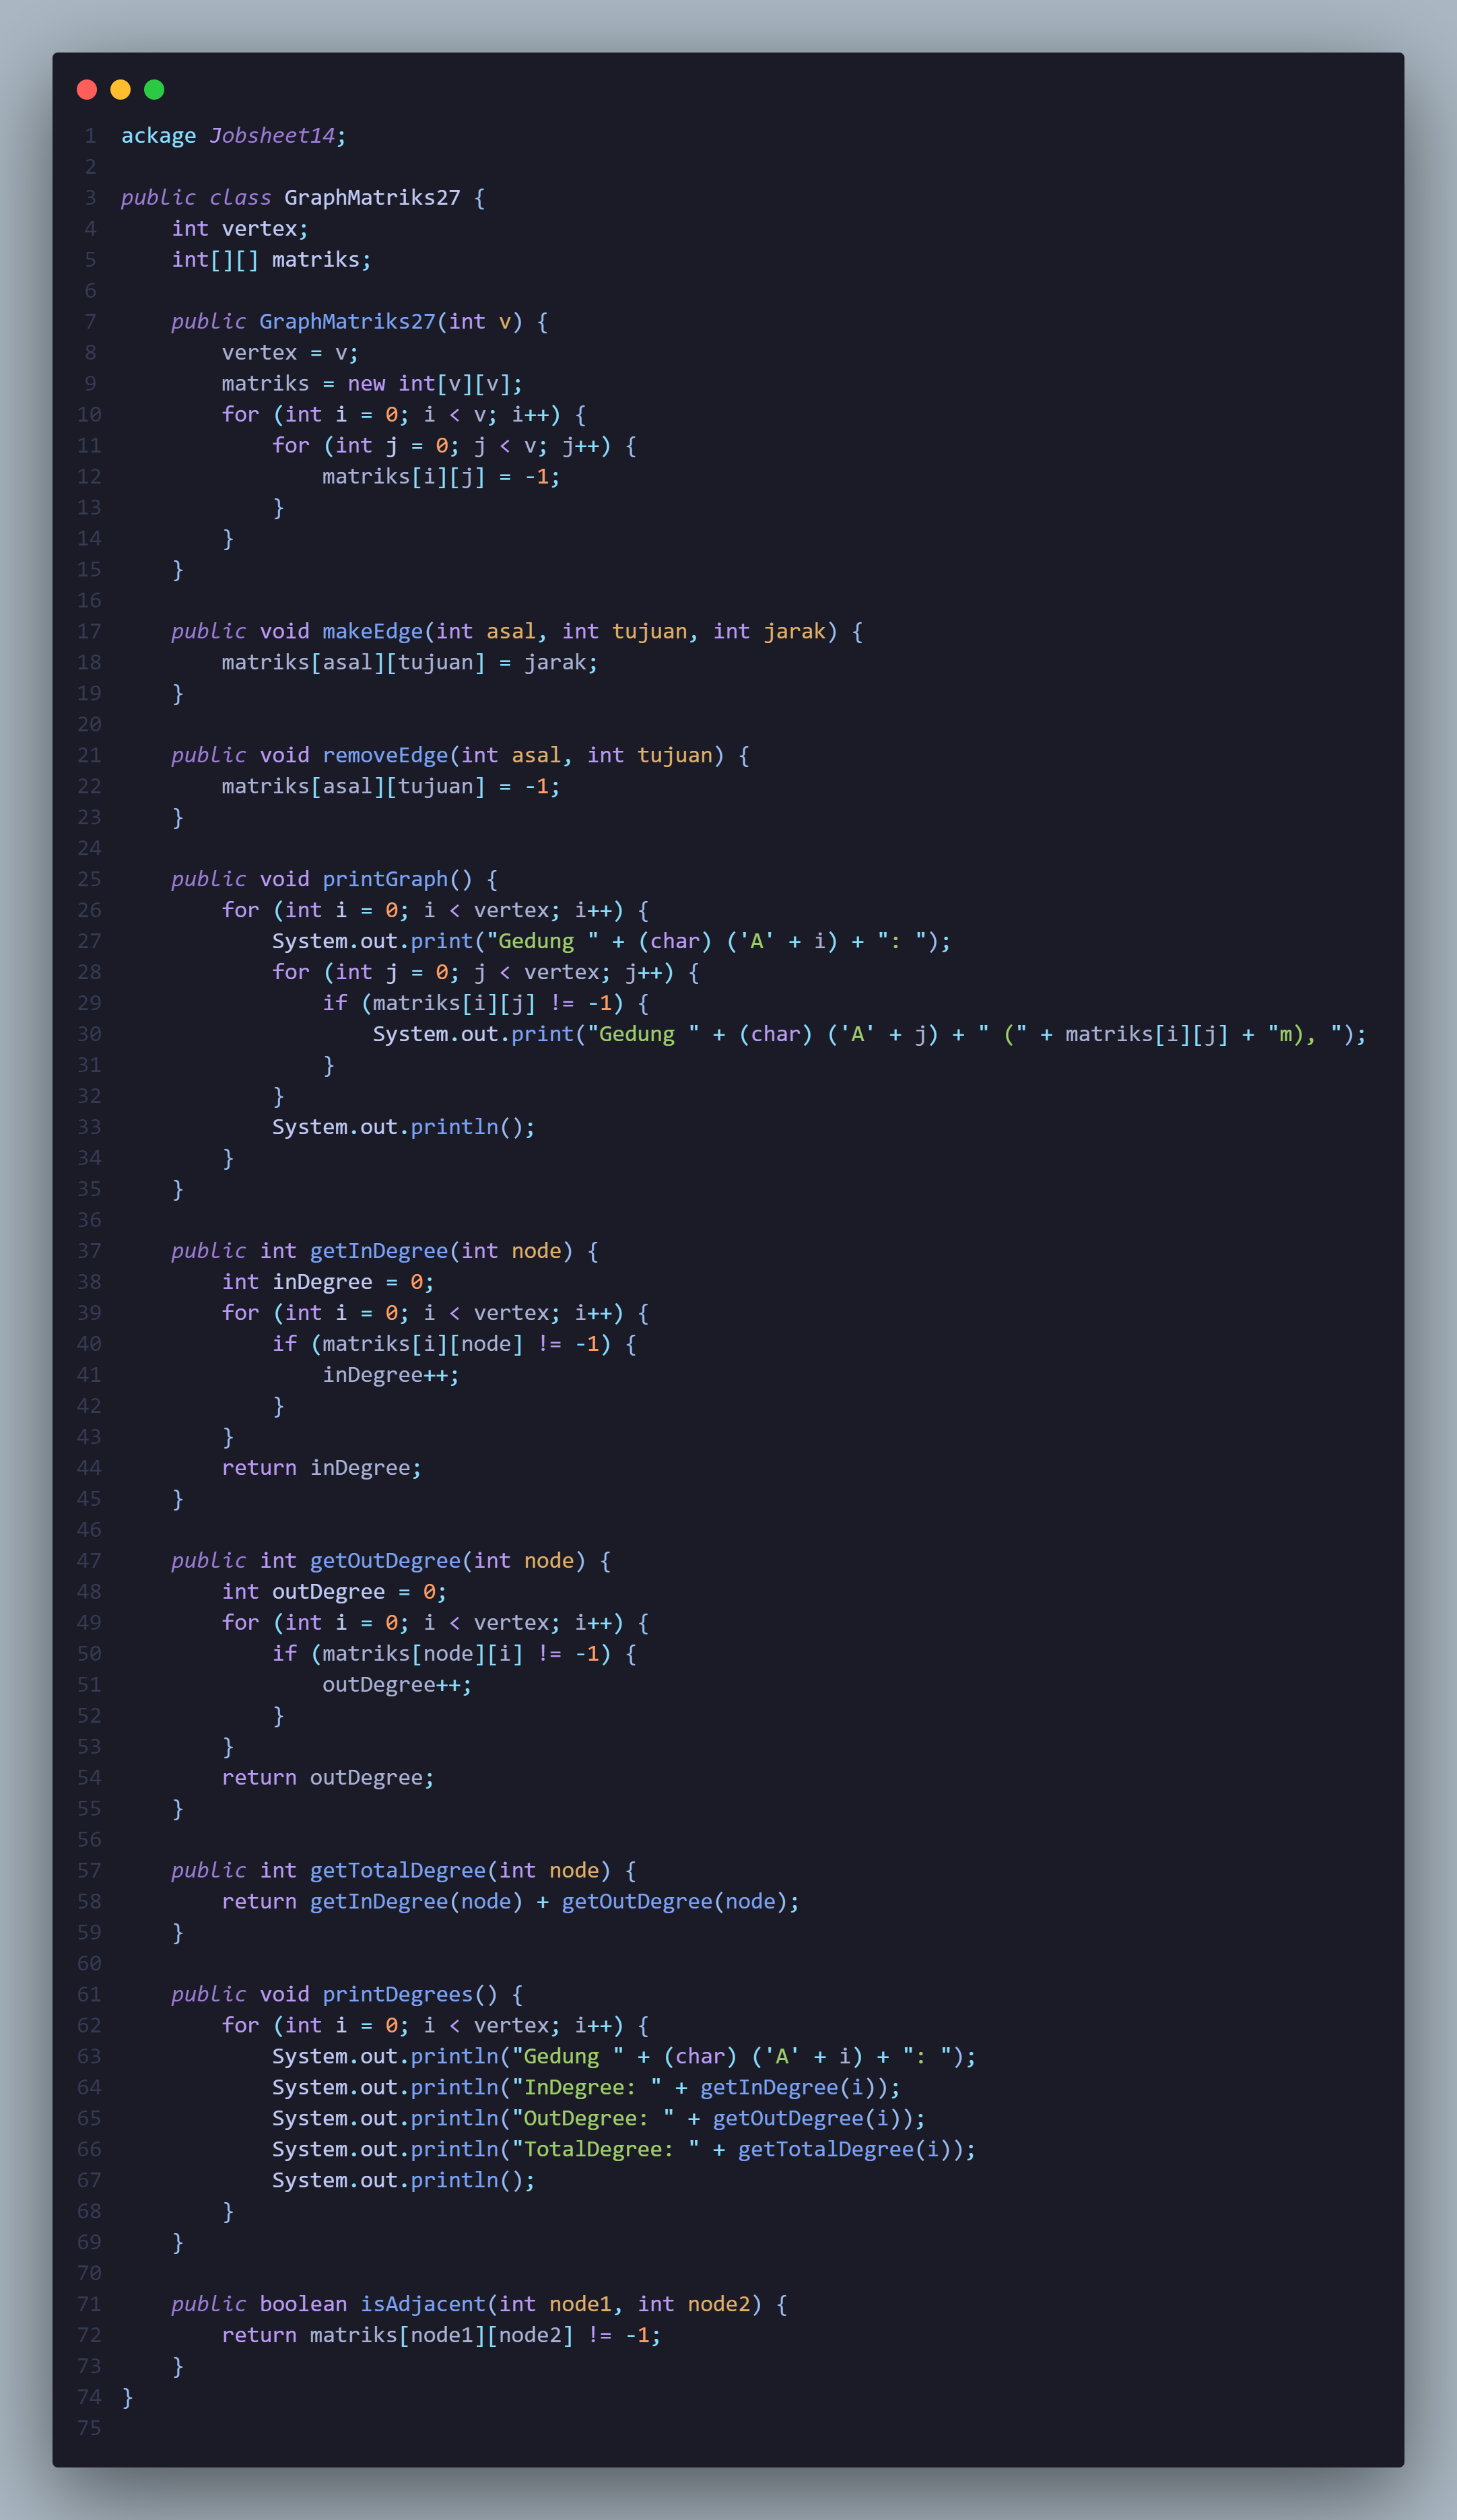 1 ackage Jobsheet14;
2
3 public class GraphMatriks27 {
4     int vertex;
5     int[][] matriks;
6
7     public GraphMatriks27(int v) {
8         vertex = v;
9         matriks = new int[v][v];
10         for (int i = 0; i < v; i++) {
11             for (int j = 0; j < v; j++) {
12                 matriks[i][j] = -1;
13             }
14         }
15     }
16
17     public void makeEdge(int asal, int tujuan, int jarak) {
18         matriks[asal][tujuan] = jarak;
19     }
20
21     public void removeEdge(int asal, int tujuan) {
22         matriks[asal][tujuan] = -1;
23     }
24
25     public void printGraph() {
26         for (int i = 0; i < vertex; i++) {
27             System.out.print("Gedung " + (char) ('A' + i) + ": ");
28             for (int j = 0; j < vertex; j++) {
29                 if (matriks[i][j] != -1) {
30                     System.out.print("Gedung " + (char) ('A' + j) + " (" + matriks[i][j] + "m), ");
31                 }
32             }
33             System.out.println();
34         }
35     }
36
37     public int getInDegree(int node) {
38         int inDegree = 0;
39         for (int i = 0; i < vertex; i++) {
40             if (matriks[i][node] != -1) {
41                 inDegree++;
42             }
43         }
44         return inDegree;
45     }
46
47     public int getOutDegree(int node) {
48         int outDegree = 0;
49         for (int i = 0; i < vertex; i++) {
50             if (matriks[node][i] != -1) {
51                 outDegree++;
52             }
53         }
54         return outDegree;
55     }
56
57     public int getTotalDegree(int node) {
58         return getInDegree(node) + getOutDegree(node);
59     }
60
61     public void printDegrees() {
62         for (int i = 0; i < vertex; i++) {
63             System.out.println("Gedung " + (char) ('A' + i) + ": ");
64             System.out.println("InDegree: " + getInDegree(i));
65             System.out.println("OutDegree: " + getOutDegree(i));
66             System.out.println("TotalDegree: " + getTotalDegree(i));
67             System.out.println();
68         }
69     }
70
71     public boolean isAdjacent(int node1, int node2) {
72         return matriks[node1][node2] != -1;
73     }
74 }
75